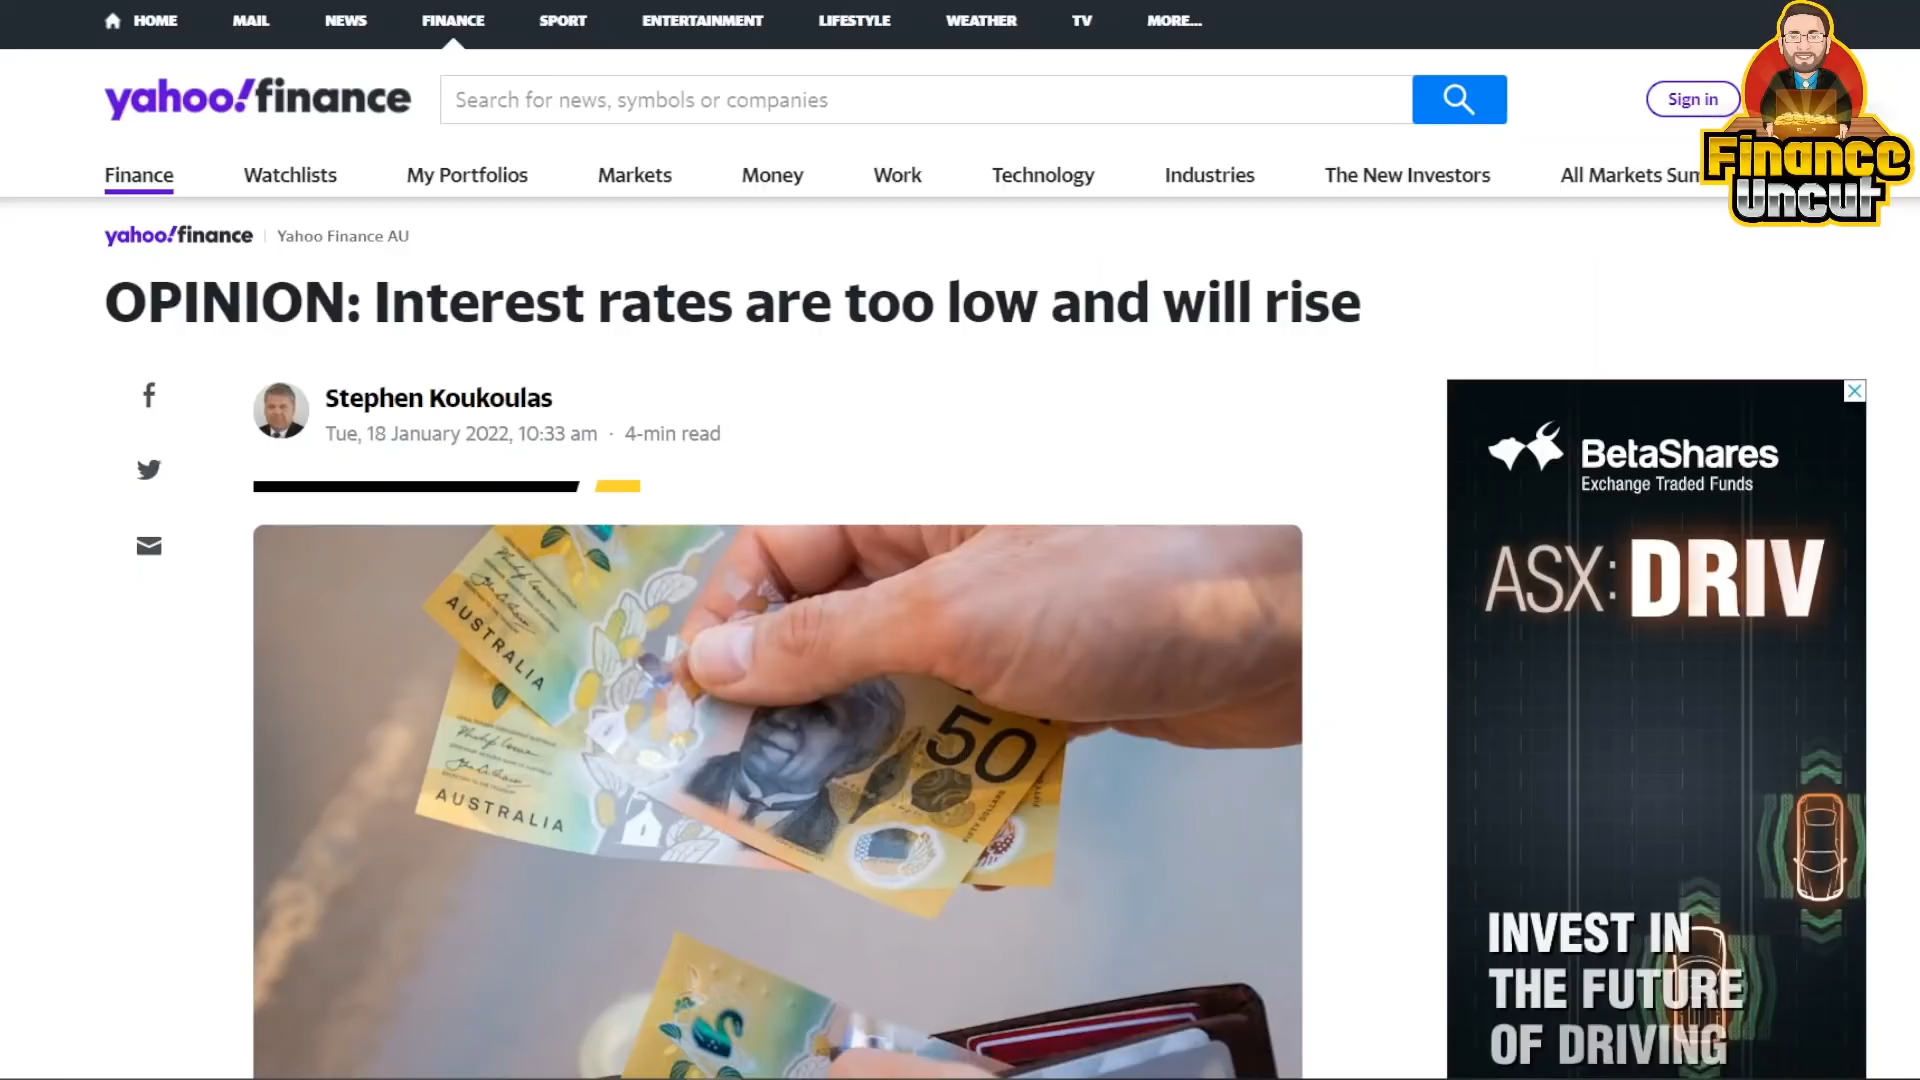 HOME MAIL NEWS FINANCE SPORT ENTERTAINMENT LIFESTYLE WEATHER TV MORE...
yahoo!finance
Search for news, symbols or companies
Sign in
Finance Uncut
Finance Watchlists My Portfolios Markets Money Work Technology Industries The New Investors All Markets Sum
yahoo!finance Yahoo Finance AU
OPINION: Interest rates are too low and will rise
Stephen Koukoulas
Tue, 18 January 2022, 10:33 am · 4-min read
AUSTRALIA
AUSTRALIA
50
FIFTY DOLLARS
BetaShares
Exchange Traded Funds
ASX: DRIV
INVEST IN
THE FUTURE
OF DRIVING